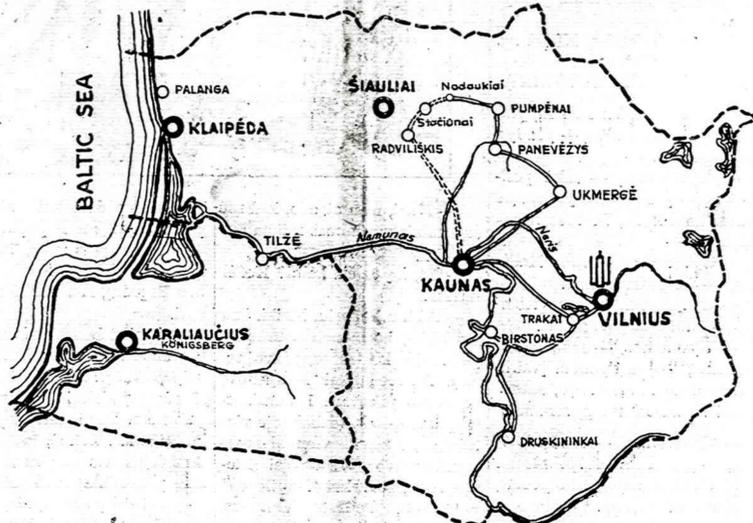 BALTIC SEA
PALANGA
KLAIPĖDA
ŠIAULIAI
Nadaukiai
PUMPĖNAI
Stačiūnai
RADVILIŠKIS
PANEVĖŽYS
UKMERGĖ
TILŽĖ
Nemunas
Neris
KAUNAS
VILNIUS
TRAKAI
BIRSTONAS
KARALIAUČIUS
KÖNIGSBERG
DRUSKININKAI